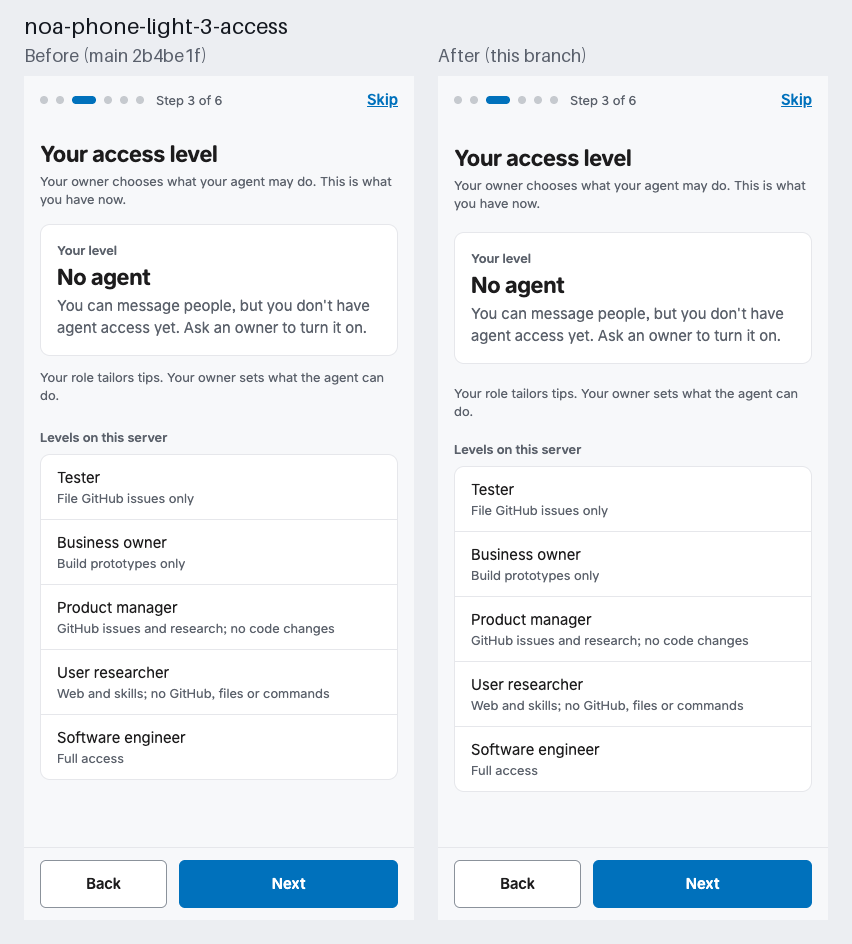 noa-phone-light-3-access
Before (main 2b4be1f)
Step 3 of 6
Skip
Your access level
Your owner chooses what your agent may do. This is what
you have now.
Your level
No agent
You can message people, but you don't have
agent access yet. Ask an owner to turn it on.
Your role tailors tips. Your owner sets what the agent can
do.
Levels on this server
Tester
File GitHub issues only
Business owner
Build prototypes only
Product manager
GitHub issues and research; no code changes
User researcher
Web and skills; no GitHub, files or commands
Software engineer
Full access
Back
Next
After (this branch)
Step 3 of 6
Skip
Your access level
Your owner chooses what your agent may do. This is what
you have now.
Your level
No agent
You can message people, but you don't have
agent access yet. Ask an owner to turn it on.
Your role tailors tips. Your owner sets what the agent can
do.
Levels on this server
Tester
File GitHub issues only
Business owner
Build prototypes only
Product manager
GitHub issues and research; no code changes
User researcher
Web and skills; no GitHub, files or commands
Software engineer
Full access
Back
Next